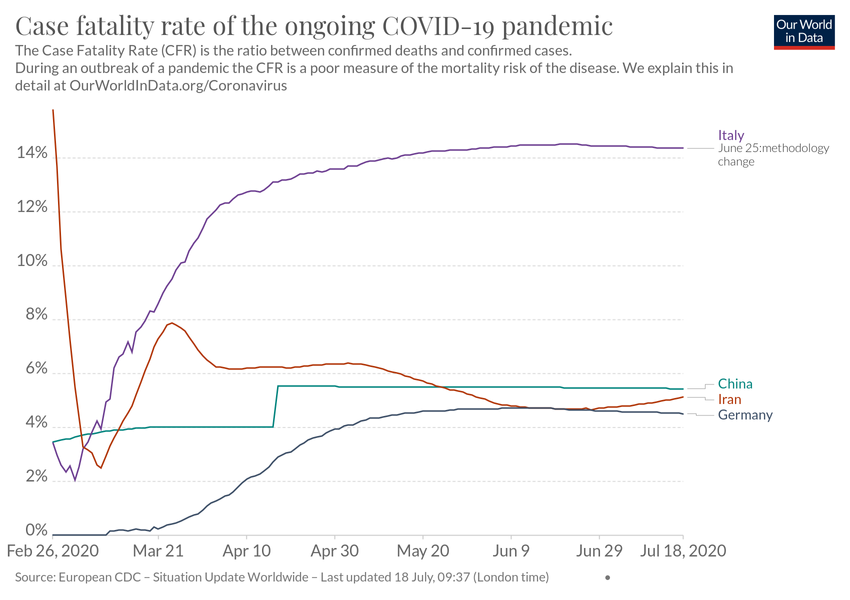 Case fatality rate of the ongoing COVID-19 pandemic
Our World
in Data
The Case Fatality Rate (CFR) is the ratio between confirmed deaths and confirmed cases.
During an outbreak of a pandemic the CFR is a poor measure of the mortality risk of the disease. We explain this in
detail at OurWorldInData.org/Coronavirus
14%
12%
10%
8%
6%
4%
2%
0%
Italy
June 25:methodology
change
China
Iran
Germany
Feb 26, 2020
Mar 21
Apr 10
Apr 30
May 20
Jun 9
Jun 29
Jul 18, 2020
Source: European CDC – Situation Update Worldwide – Last updated 18 July, 09:37 (London time)